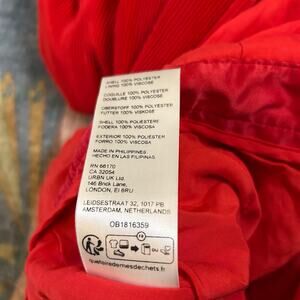 SHELL 100% POLYESTER
LINING 100% VISCOSE
COQUILLE 100% POLYESTER
DOUBLURE 100% VISCOSE
OBERSTOFF 100% POLYESTER
FUTTER 100% VISKOSE
SHELL 100% POLIESTERE
FODERA 100% VISCOSA
EXTERIOR 100% POLIESTER
FORRO 100% VISCOSA
MADE IN PHILIPPINES
HECHO EN LAS FILIPINAS
RN 66170
CA 32054
URBN UK Ltd.
146 Brick Lane,
LONDON, E1 6RU
LEIDSESTRAAT 32, 1017 PB
AMSTERDAM, NETHERLANDS
OB1816359
FR
quefairedemesdechets.fr